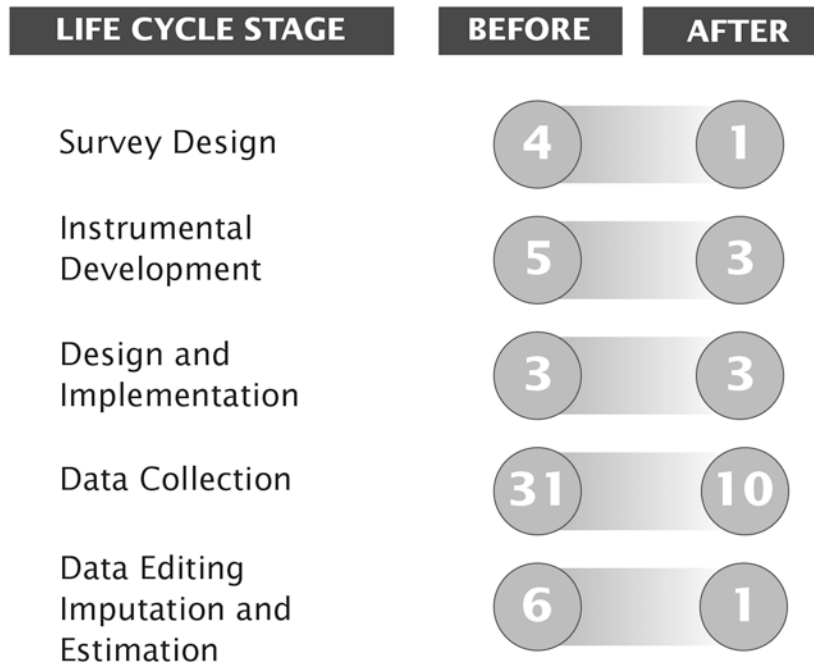 LIFE CYCLE STAGE BEFORE AFTER
Survey Design 4 1
Instrumental
Development 5 3
Design and
Implementation 3 3
Data Collection 31 10
Data Editing
Imputation and 6 1
Estimation